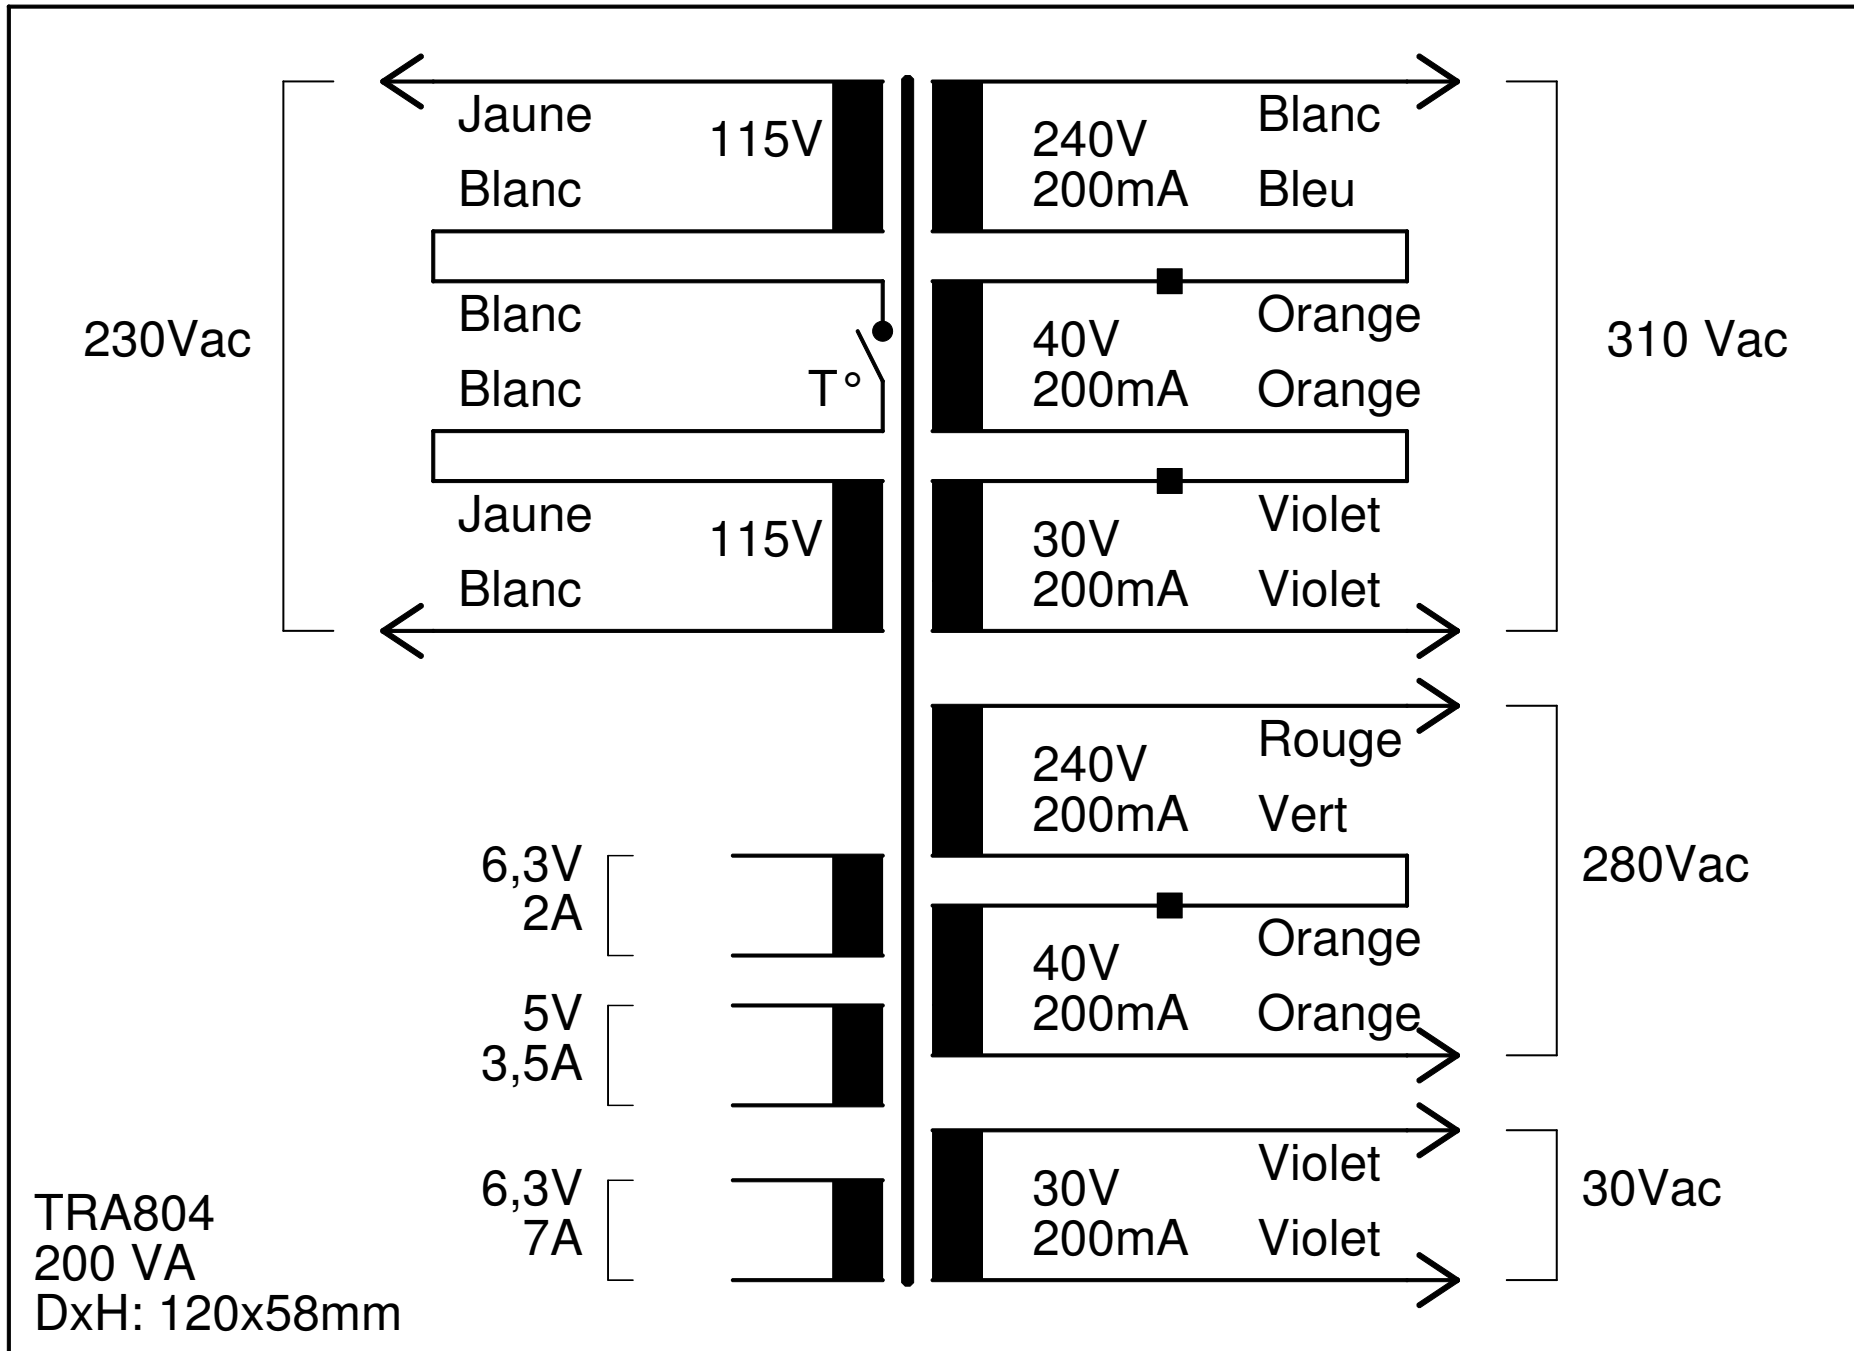 230Vac
Jaune
115V
Blanc
Blanc
Blanc
T°
Jaune
115V
Blanc
240V
200mA
Blanc
Bleu
40V
200mA
Orange
Orange
30V
200mA
Violet
Violet
310 Vac
240V
200mA
Rouge
Vert
40V
200mA
Orange
Orange
280Vac
30V
200mA
Violet
Violet
30Vac
6,3V
2A
5V
3,5A
6,3V
7A
TRA804
200 VA
DxH: 120x58mm